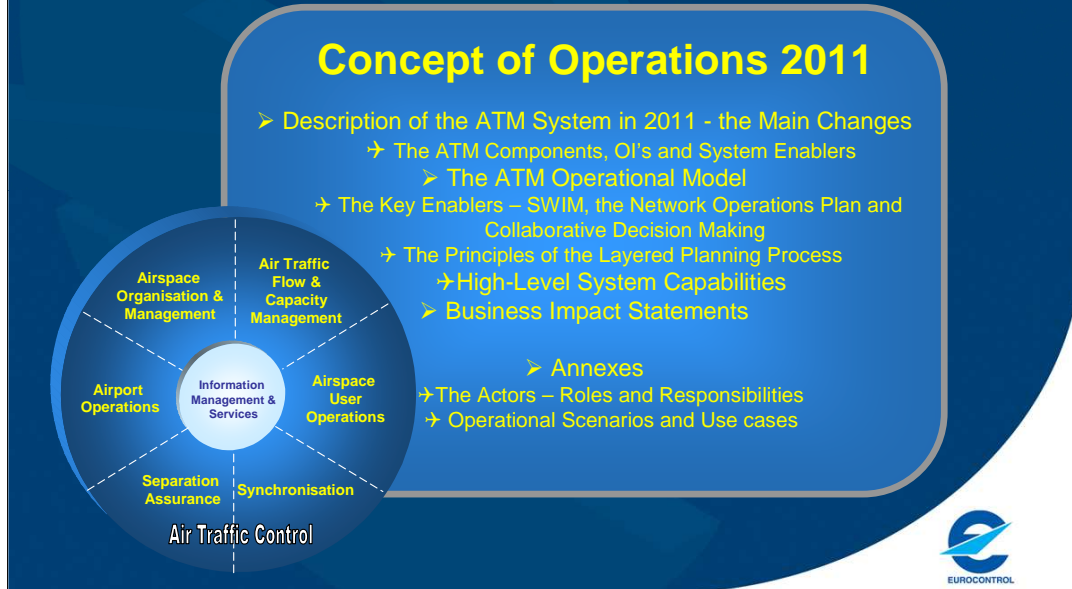 Concept of Operations 2011
➢ Description of the ATM System in 2011 - the Main Changes
✈ The ATM Components, OI's and System Enablers
➢ The ATM Operational Model
✈ The Key Enablers – SWIM, the Network Operations Plan and
Collaborative Decision Making
✈ The Principles of the Layered Planning Process
✈High-Level System Capabilities
➢ Business Impact Statements
➢ Annexes
✈The Actors – Roles and Responsibilities
✈ Operational Scenarios and Use cases
Airspace
Organisation &
Management
Air Traffic
Flow &
Capacity
Management
Airport
Operations
Information
Management &
Services
Airspace
User
Operations
Separation
Assurance
Synchronisation
Air Traffic Control
EUROCONTROL